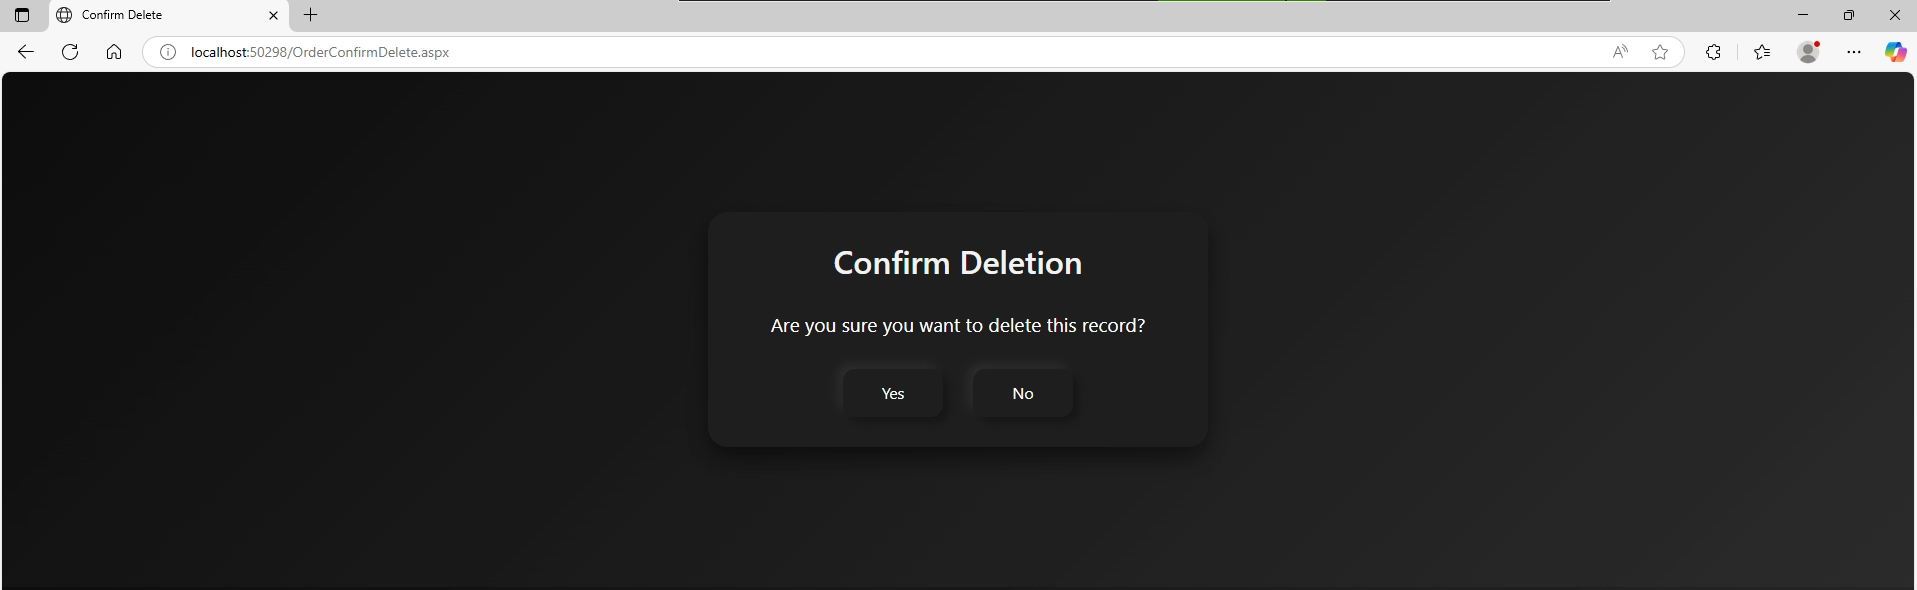 Confirm Delete
localhost:50298/OrderConfirmDelete.aspx
Confirm Deletion
Are you sure you want to delete this record?
Yes No